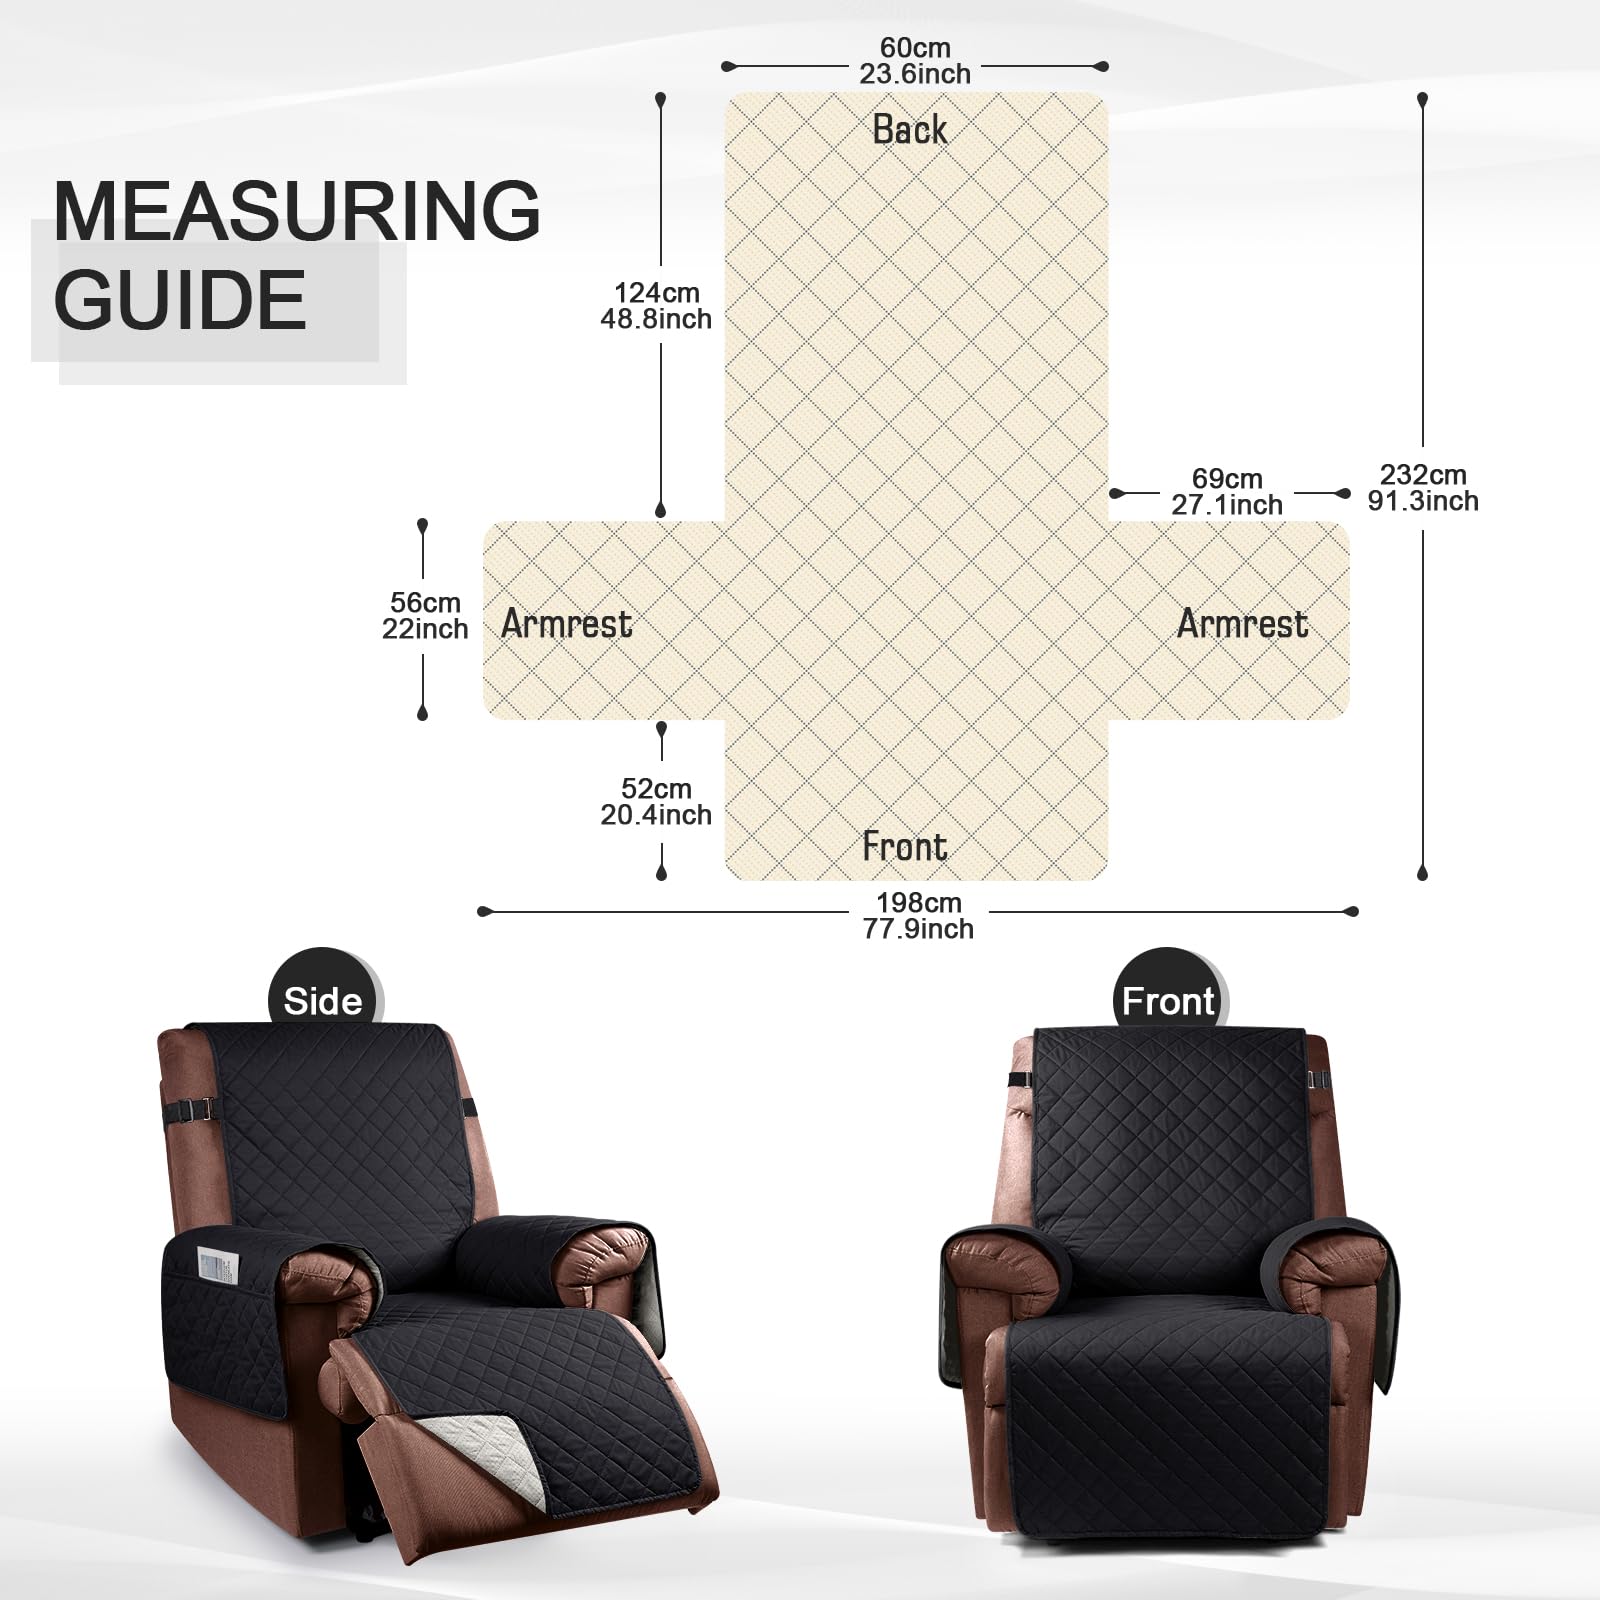 60cm
23.6inch
Back
MEASURING
GUIDE
124cm
48.8inch
69cm
27.1inch
232cm
91.3inch
56cm
22inch
Armrest
Armrest
52cm
20.4inch
Front
198cm
77.9inch
Side
Front